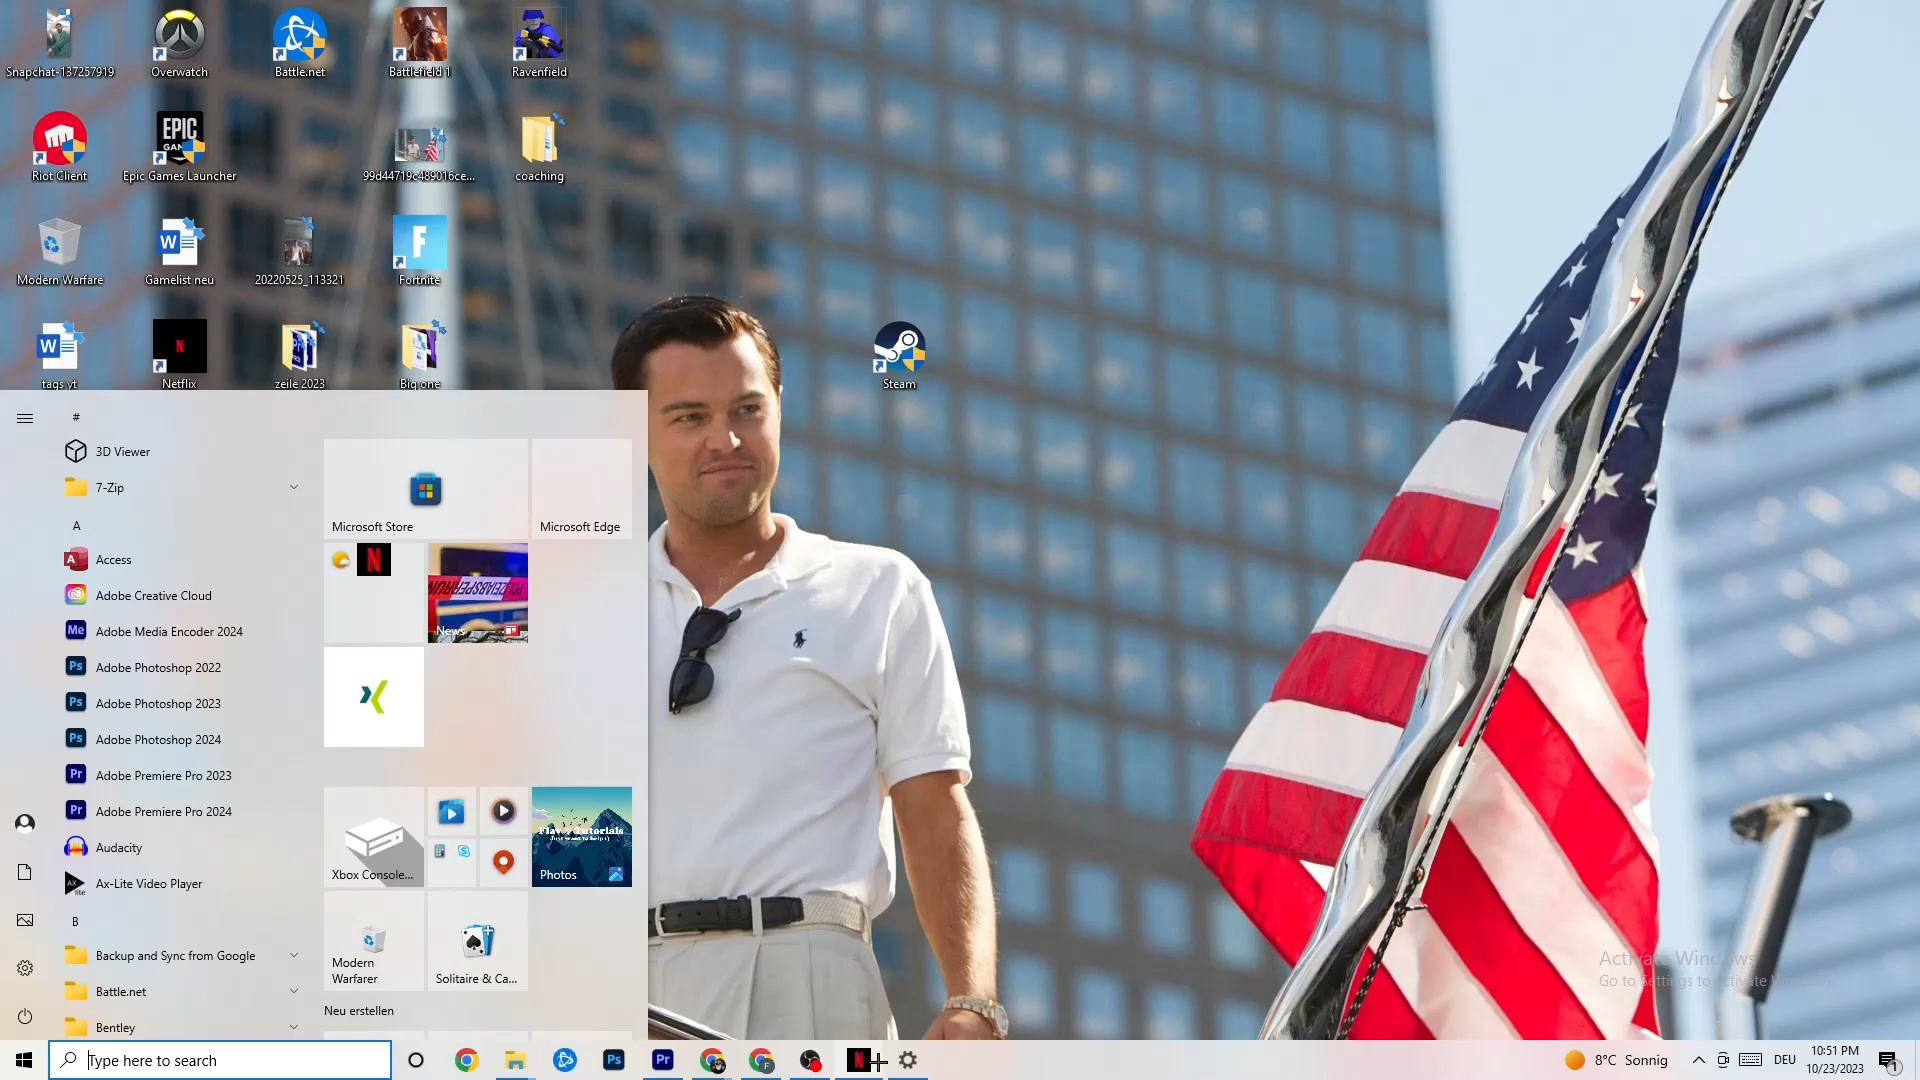 Snapchat-137257919
Overwatch
Battle.net
Battlefield 1
Ravenfield
EPIC
Riot Client
Epic Games Launcher
99d44719c489016ce...
coaching
Modern Warfare
Gamelist neu
20220525_113321
Fortnite
tags yt
Netflix
zeile 2023
Big one
Steam
#
3D Viewer
7-Zip
A
Access
Adobe Creative Cloud
Adobe Media Encoder 2024
Adobe Photoshop 2022
Adobe Photoshop 2023
Adobe Photoshop 2024
Adobe Premiere Pro 2023
Adobe Premiere Pro 2024
Audacity
Ax-Lite Video Player
B
Backup and Sync from Google
Battle.net
Bentley
Microsoft Store
Microsoft Edge
News
Xbox Console...
Photos
Modern
Warfarer
Solitaire & Ca...
Neu erstellen
Activate Windows
Go to Settings to activate
Type here to search
8°C Sonnig
DEU
10:51 PM
10/23/2023